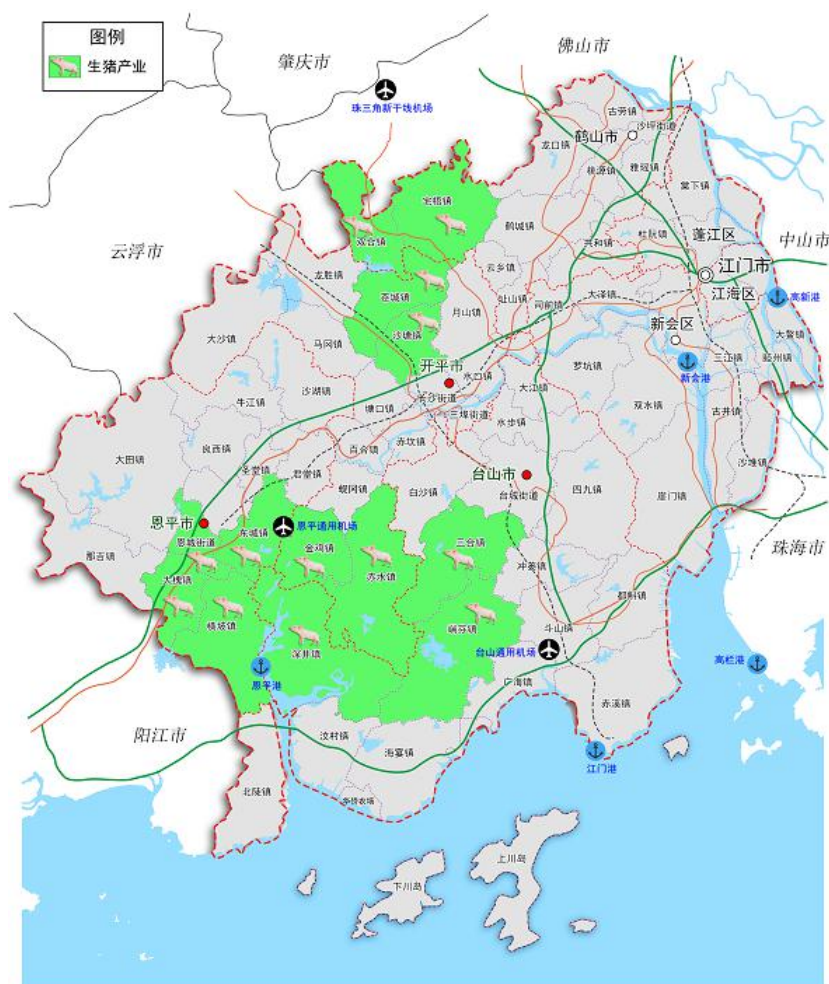 图例
生猪产业
佛山市
肇庆市
珠三角新干线机场
古劳镇
沙坪街道
鹤山市
龙口镇
雅瑶镇
桃源镇
棠下镇
宅梧镇
双合镇
鹤城镇
杜阮镇
蓬江区
中山市
云浮市
共和镇
龙胜镇
云乡镇
江门市
苍城镇
址山镇
司前镇
大泽镇
江海区
高新港
月山镇
沙塘镇
新会区
大鳌镇
大沙镇
马冈镇
三江镇
睦洲镇
开平市
水口镇
罗坑镇
新会港
沙湖镇
大江镇
牛江镇
塘口镇
长沙街道
三埠街道
双水镇
古井镇
水步镇
赤坎镇
百合镇
良西镇
大田镇
圣堂镇
君堂镇
沙堆镇
台山市
蚬冈镇
白沙镇
台城街道
四九镇
崖门镇
恩平市
恩城街道
东城镇
恩平通用机场
金鸡镇
三合镇
珠海市
那吉镇
赤水镇
冲蒌镇
大槐镇
都斛镇
横陂镇
端芬镇
斗山镇
深井镇
台山通用机场
恩平港
高栏港
广海镇
赤溪镇
阳江市
汶村镇
海宴镇
江门港
北陡镇
华侨农场
上川岛
下川岛